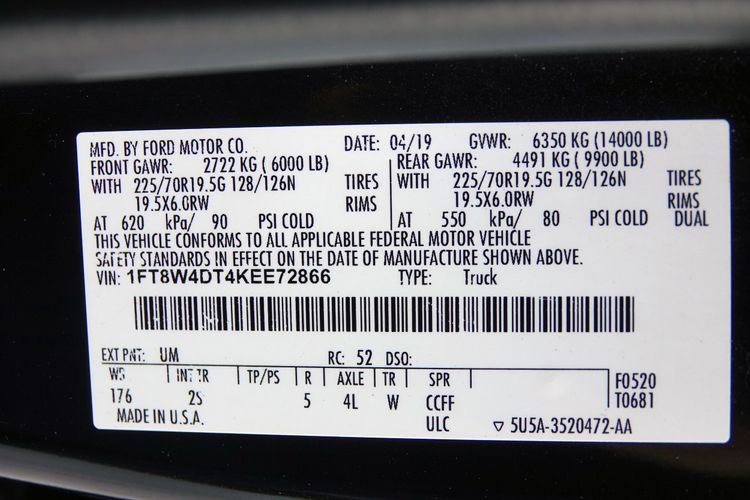 MFD. BY FORD MOTOR CO. DATE: 04/19 GVWR: 6350 KG (14000 LB)
FRONT GAWR: 2722 KG ( 6000 LB) REAR GAWR: 4491 KG ( 9900 LB)
WITH 225/70R19.5G 128/126N TIRES WITH 225/70R19.5G 128/126N TIRES
19.5X6.0RW RIMS 19.5X6.0RW RIMS
AT 620 kPa/ 90 PSI COLD AT 550 kPa/ 80 PSI COLD DUAL
THIS VEHICLE CONFORMS TO ALL APPLICABLE FEDERAL MOTOR VEHICLE
SAFETY STANDARDS IN EFFECT ON THE DATE OF MANUFACTURE SHOWN ABOVE.
VIN: 1FT8W4DT4KEE72866 TYPE: Truck
EXT PNT: UM RC: 52 DSO:
WB INT TR TP/PS R AXLE TR SPR F0520
176 2S 5 4L W CCFF T0681
MADE IN U.S.A. ULC ▽ 5U5A-3520472-AA